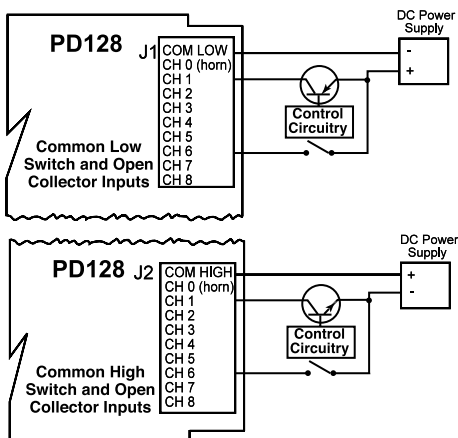 DC Power
Supply
PD128
J1
COM LOW
CH 0 (horn)
CH 1
CH 2
CH 3
CH 4
CH 5
CH 6
CH 7
CH 8
-
+
Control
Circuitry
Common Low
Switch and Open
Collector Inputs
DC Power
Supply
PD128
J2
COM HIGH
CH 0 (horn)
CH 1
CH 2
CH 3
CH 4
CH 5
CH 6
CH 7
CH 8
+
-
Control
Circuitry
Common High
Switch and Open
Collector Inputs